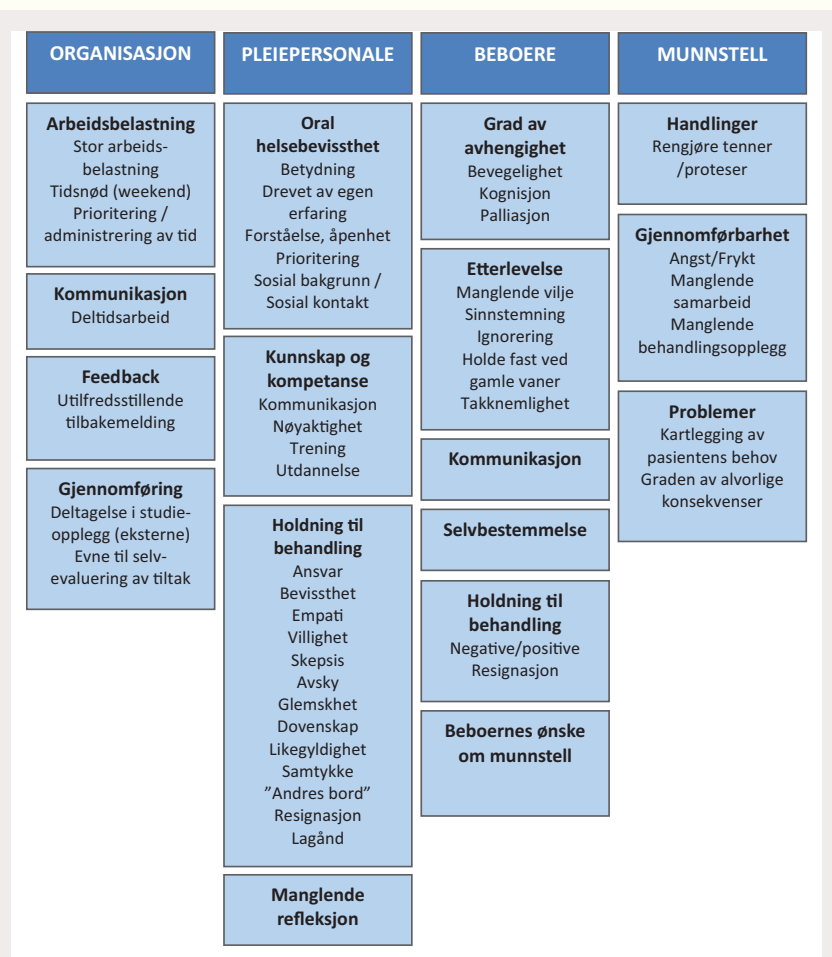 ORGANISASJON
Arbeidsbelastning
Stor arbeids-
belastning
Tidsnød (weekend)
Prioritering /
administrering av tid
Kommunikasjon
Deltidsarbeid
Feedback
Utilfredsstillende
tilbakemelding
Gjennomføring
Deltagelse i studie-
opplegg (eksterne)
Evne til selv-
evaluering av tiltak
PLEIEPERSONALE
Oral
helsebevissthet
Betydning
Drevet av egen
erfaring
Forståelse, åpenhet
Prioritering
Sosial bakgrunn /
Sosial kontakt
Kunnskap og
kompetanse
Kommunikasjon
Nøyaktighet
Trening
Utdannelse
Holdning til
behandling
Ansvar
Bevissthet
Empati
Villighet
Skepsis
Avsky
Glemskhet
Dovenskap
Likegyldighet
Samtykke
”Andres bord”
Resignasjon
Lagånd
Manglende
refleksjon
BEBOERE
Grad av
avhengighet
Bevegelighet
Kognisjon
Palliasjon
Etterlevelse
Manglende vilje
Sinnstemning
Ignorering
Holde fast ved
gamle vaner
Takknemlighet
Kommunikasjon
Selvbestemmelse
Holdning til
behandling
Negative/positive
Resignasjon
Beboernes ønske
om munnstell
MUNNSTELL
Handlinger
Rengjøre tenner
/proteser
Gjennomførbarhet
Angst/Frykt
Manglende
samarbeid
Manglende
behandlingsopplegg
Problemer
Kartlegging av
pasientens behov
Graden av alvorlige
konsekvenser